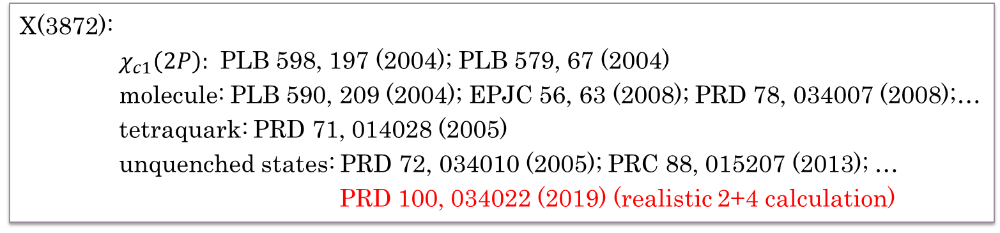 X(3872):
χc1(2P): PLB 598, 197 (2004); PLB 579, 67 (2004)
molecule: PLB 590, 209 (2004); EPJC 56, 63 (2008); PRD 78, 034007 (2008);...
tetraquark: PRD 71, 014028 (2005)
unquenched states: PRD 72, 034010 (2005); PRC 88, 015207 (2013); ...
PRD 100, 034022 (2019) (realistic 2+4 calculation)